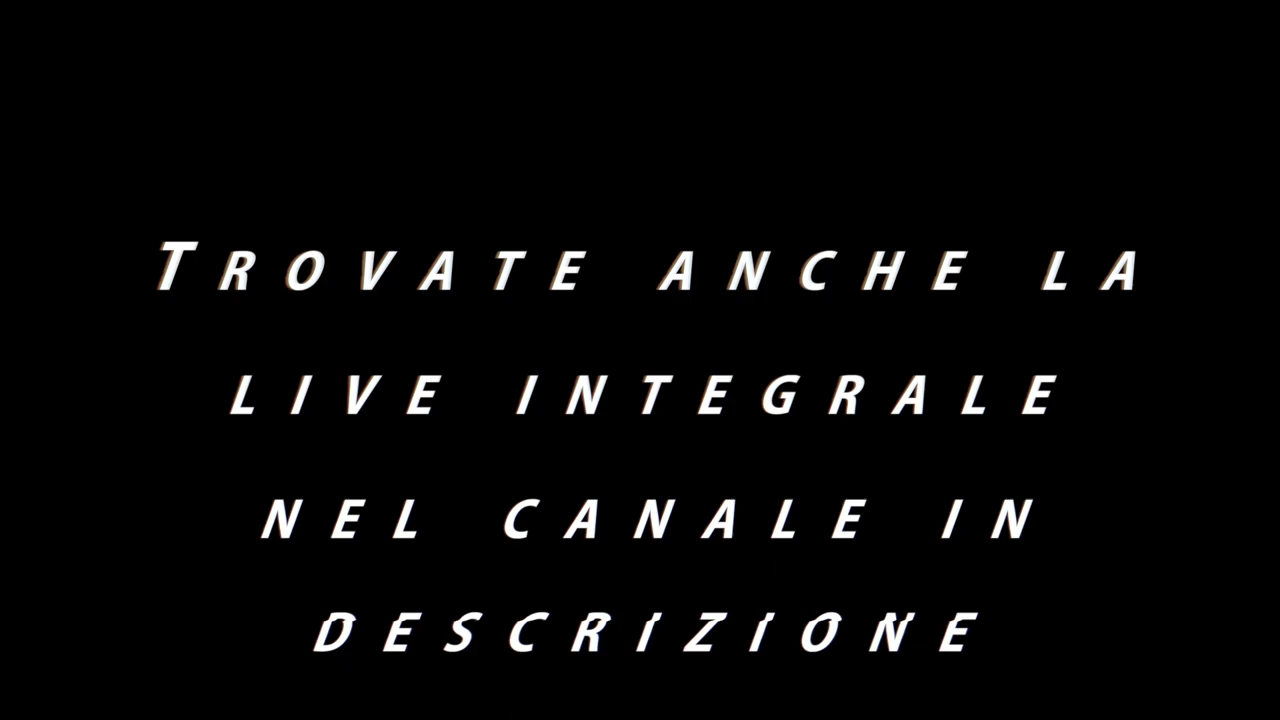 TROVATE ANCHE LA
LIVE INTEGRALE
NEL CANALE IN
DESCRIZIONE